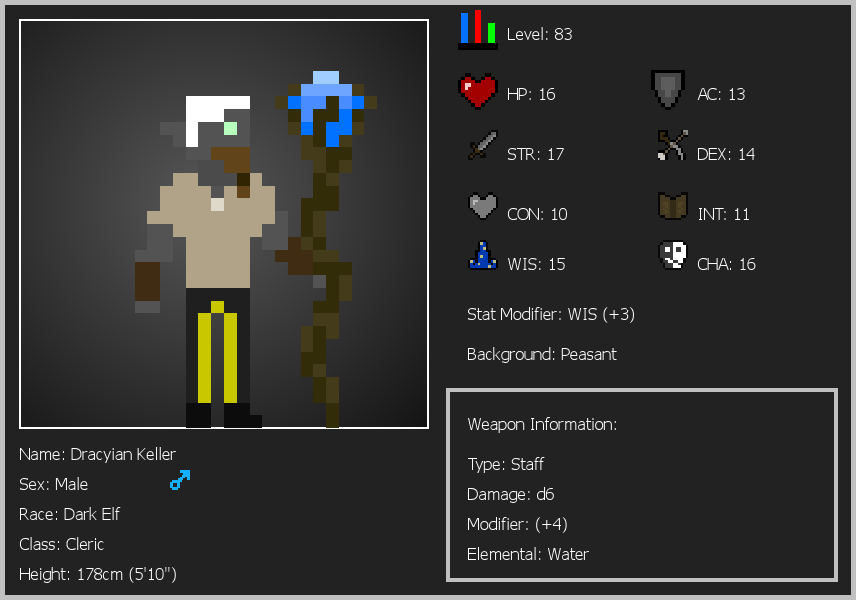 Level: 83
HP: 16
AC: 13
STR: 17
DEX: 14
CON: 10
INT: 11
WIS: 15
CHA: 16
Stat Modifier: WIS (+3)
Background: Peasant
Weapon Information:
Type: Staff
Damage: d6
Modifier: (+4)
Elemental: Water
Name: Dracyian Keller
Sex: Male
Race: Dark Elf
Class: Cleric
Height: 178cm (5'10")